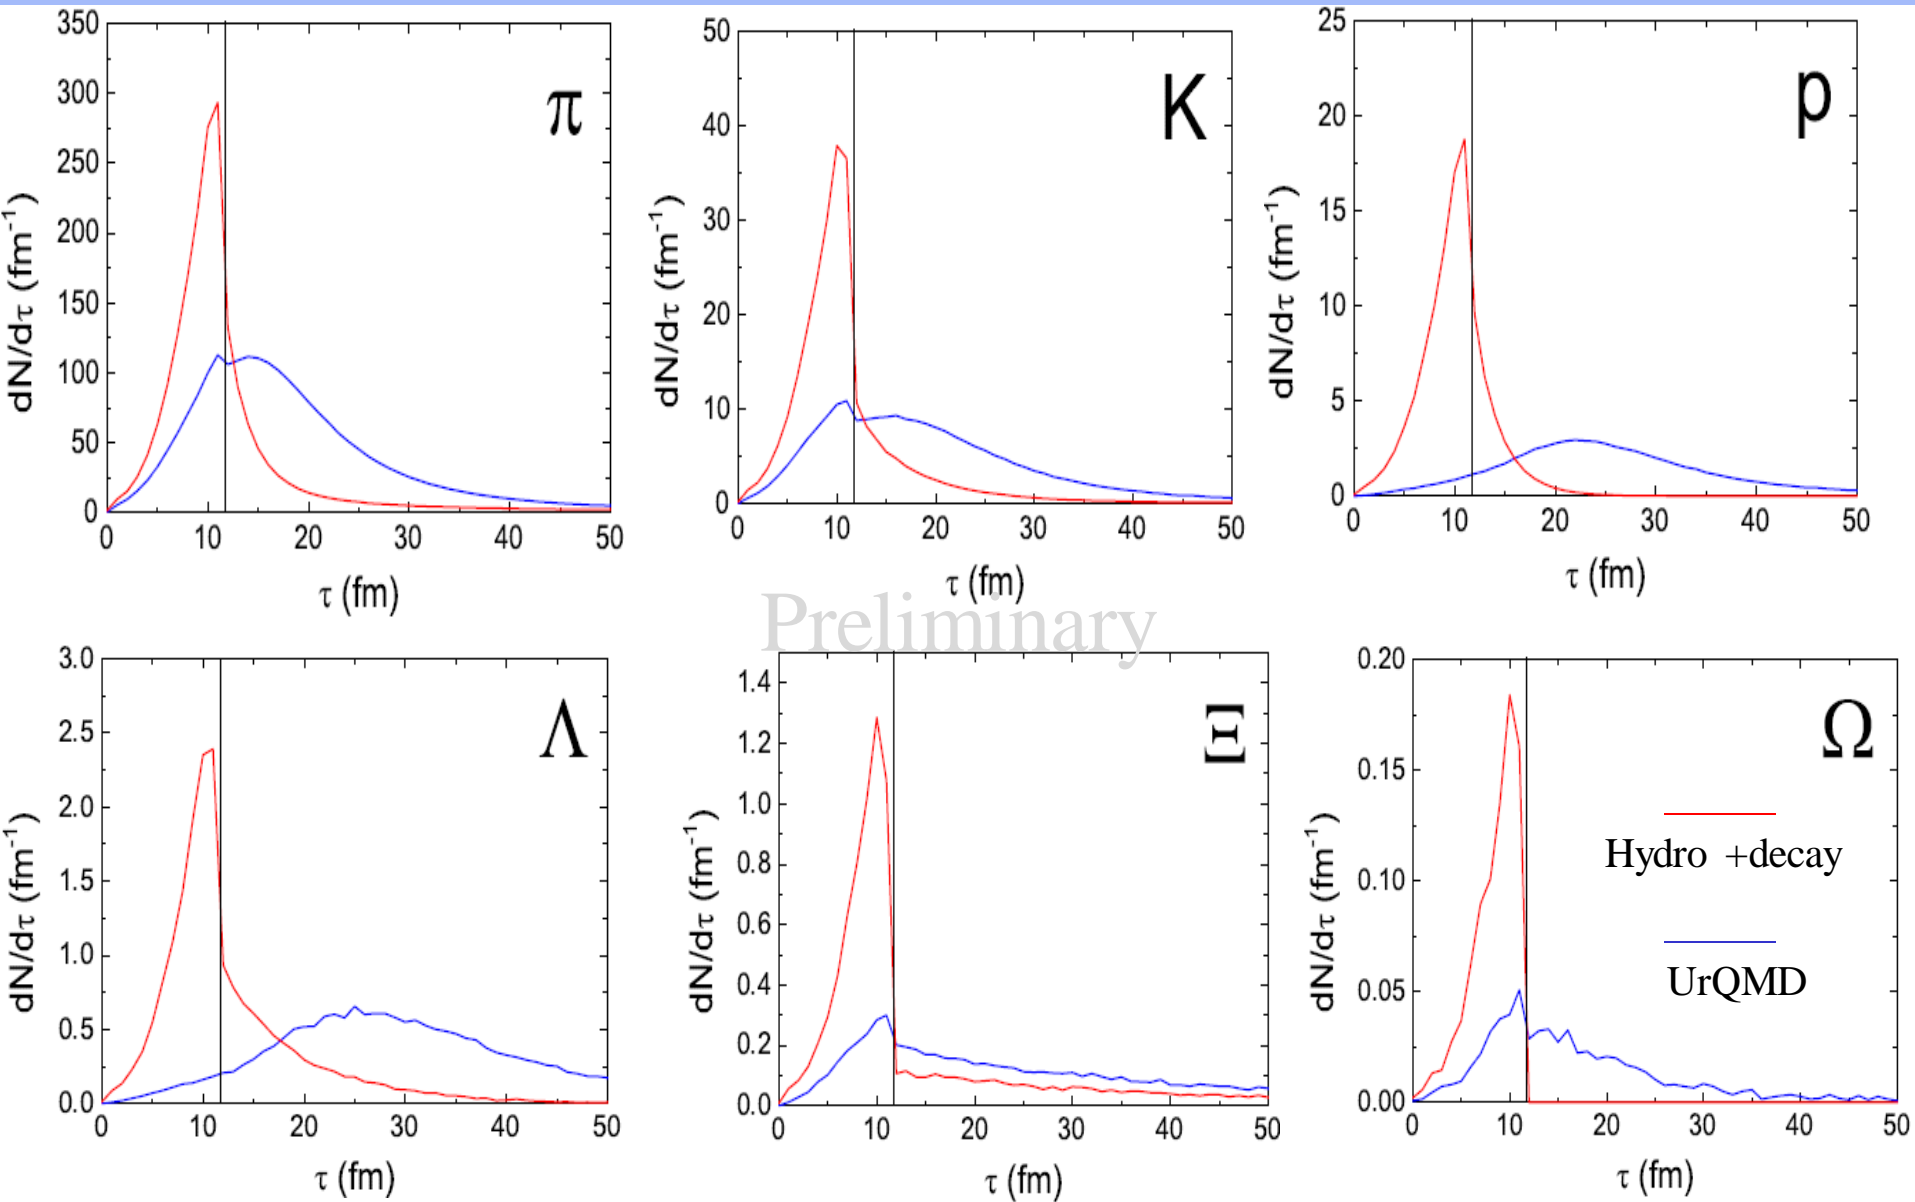 350
300
250
200
150
100
50
0
dN/dτ (fm⁻¹)
π
0 10 20 30 40 50
τ (fm)
50
40
30
20
10
0
dN/dτ (fm⁻¹)
K
0 10 20 30 40 50
τ (fm)
25
20
15
10
5
0
dN/dτ (fm⁻¹)
p
0 10 20 30 40 50
τ (fm)
Preliminary
3.0
2.5
2.0
1.5
1.0
0.5
0.0
dN/dτ (fm⁻¹)
Λ
0 10 20 30 40 50
τ (fm)
1.4
1.2
1.0
0.8
0.6
0.4
0.2
0.0
dN/dτ (fm⁻¹)
Ξ
0 10 20 30 40 50
τ (fm)
0.20
0.15
0.10
0.05
0.00
dN/dτ (fm⁻¹)
Ω
Hydro +decay
UrQMD
0 10 20 30 40 50
τ (fm)